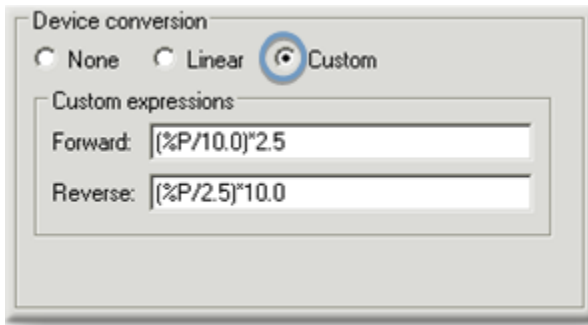 Device conversion
None Linear Custom
Custom expressions
Forward: (%P/10.0)*2.5
Reverse: (%P/2.5)*10.0